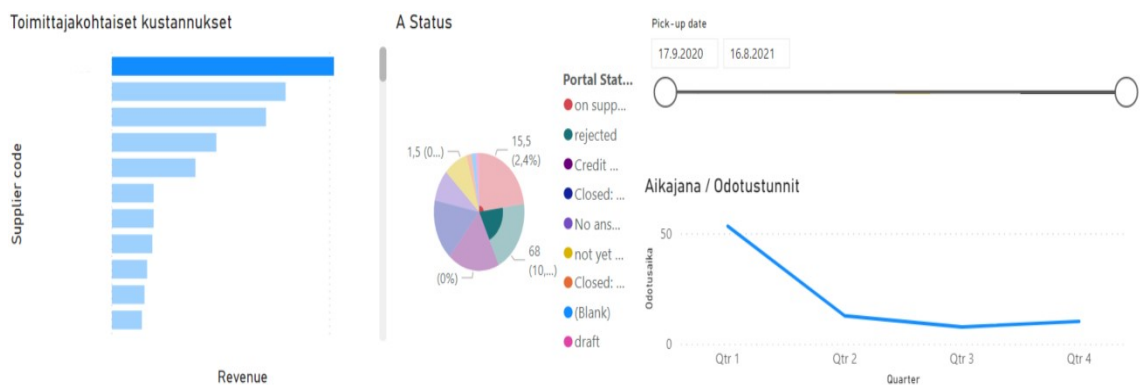 Toimittajakohtaiset kustannukset
Supplier code
Revenue
A Status
15,5
(2,4%)
1,5 (0...)
68
(10,...)
(0%)
Portal Stat...
on supp...
rejected
Credit ...
Closed: ...
No ans...
not yet ...
Closed: ...
(Blank)
draft
Pick-up date
17.9.2020
16.8.2021
Aikajana / Odotustunnit
Odotusaika
50
0
Qtr 1
Qtr 2
Qtr 3
Qtr 4
Quarter